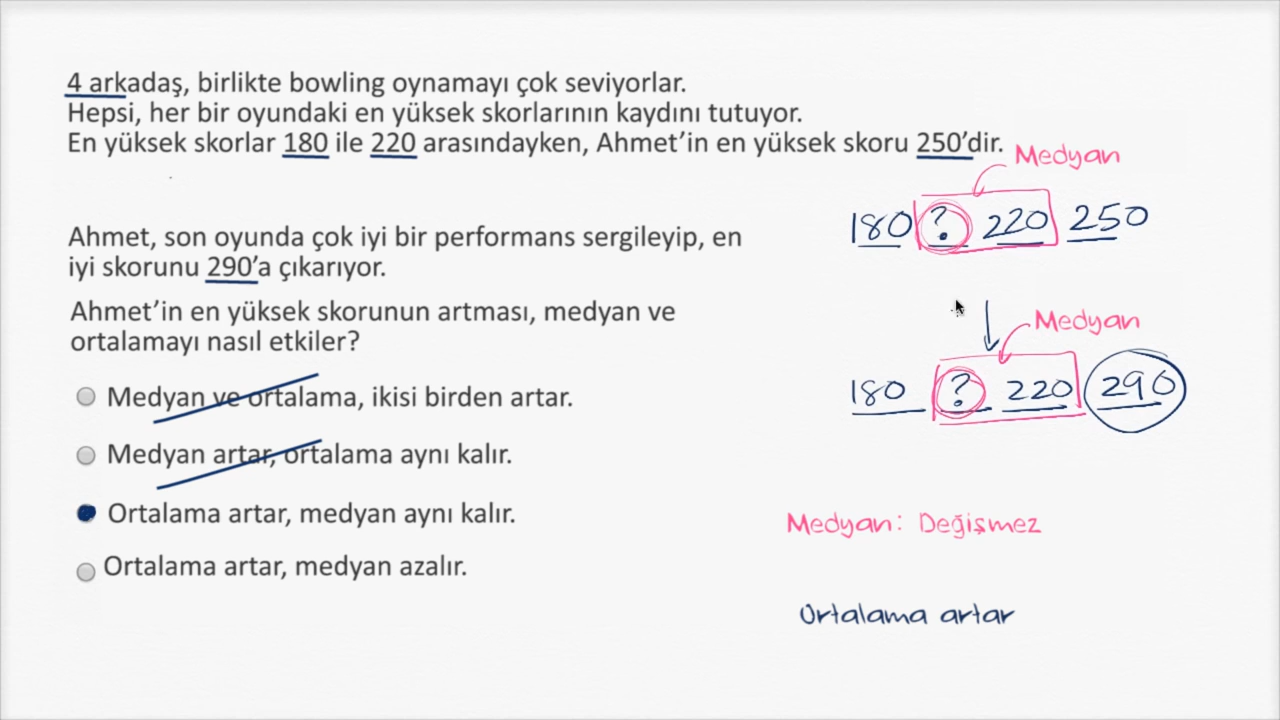 4 arkadaş, birlikte bowling oynamayı çok seviyorlar.
Hepsi, her bir oyundaki en yüksek skorlarının kaydını tutuyor.
En yüksek skorlar 180 ile 220 arasındayken, Ahmet'in en yüksek skoru 250'dir.
Medyan
180 ? 220 250
Ahmet, son oyunda çok iyi bir performans sergileyip, en
iyi skorunu 290'a çıkarıyor.
Ahmet'in en yüksek skorunun artması, medyan ve
ortalamayı nasıl etkiler?
Medyan
180 ? 220 290
Medyan ve ortalama, ikisi birden artar.
Medyan artar, ortalama aynı kalır.
Ortalama artar, medyan aynı kalır.
Ortalama artar, medyan azalır.
Medyan: Değişmez
Ortalama artar